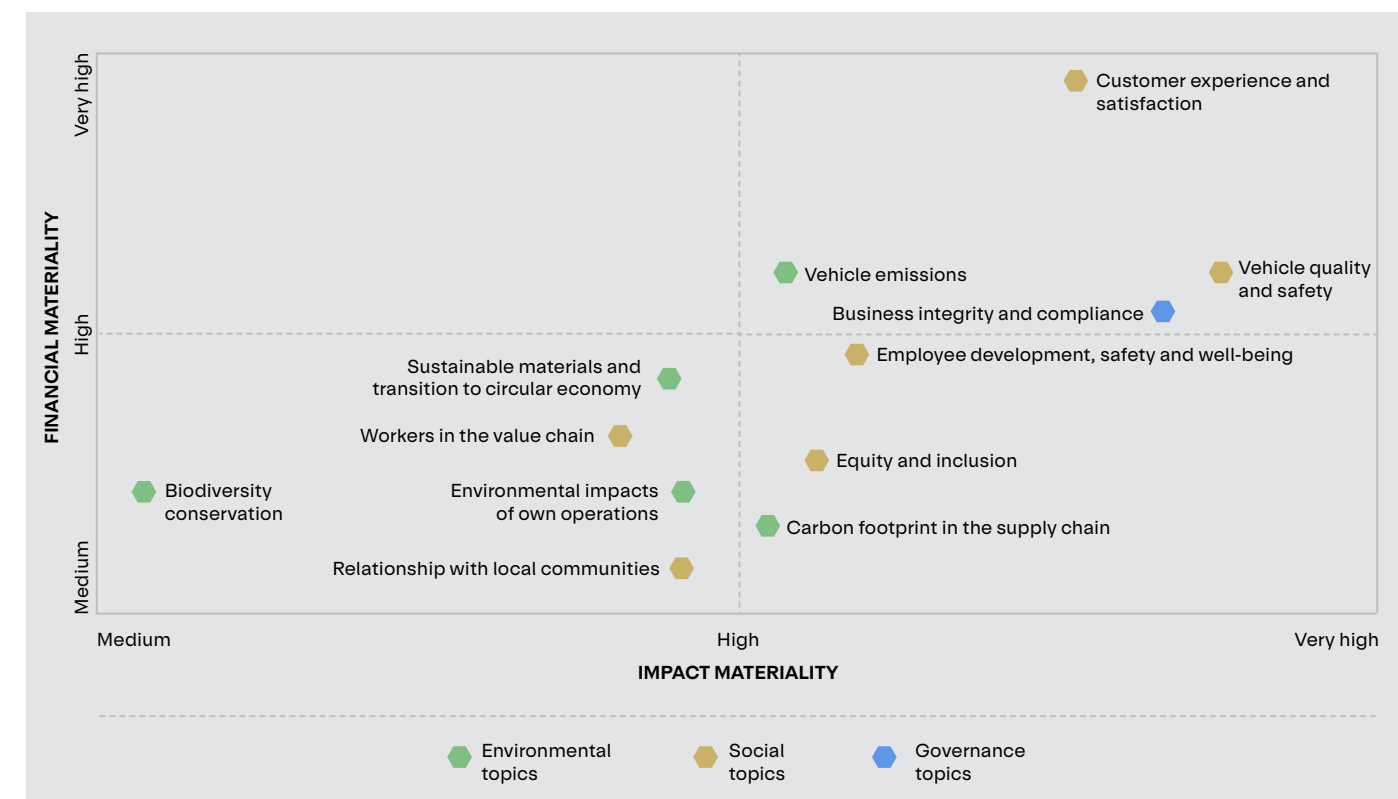 Very high
Customer experience and
satisfaction
FINANCIAL MATERIALITY
Vehicle emissions
Vehicle quality
and safety
Business integrity and compliance
High
Employee development, safety and well-being
Sustainable materials and
transition to circular economy
Workers in the value chain
Equity and inclusion
Biodiversity
conservation
Environmental impacts
of own operations
Carbon footprint in the supply chain
Relationship with local communities
Medium
Medium
High
Very high
IMPACT MATERIALITY
Environmental
topics
Social
topics
Governance
topics